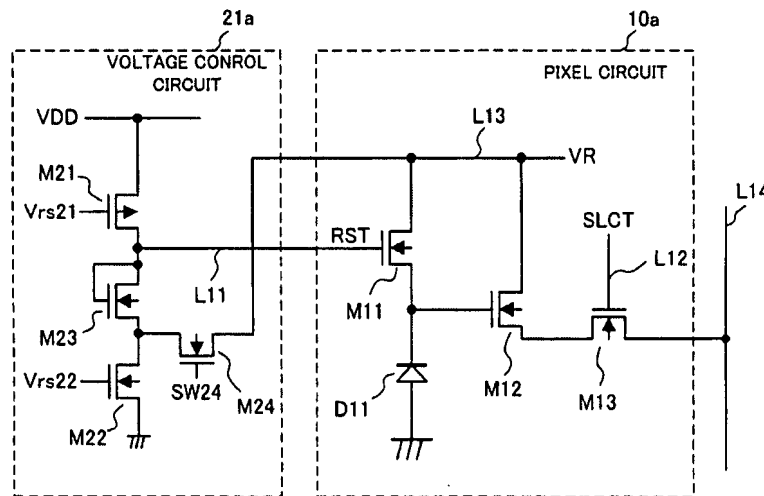 21a
10a
VOLTAGE CONROL
CIRCUIT
PIXEL CIRCUIT
VDD
L13
VR
M21
Vrs21
RST
SLCT
L14
L12
L11
M11
M23
M12
M13
SW24
M24
Vrs22
D11
M22